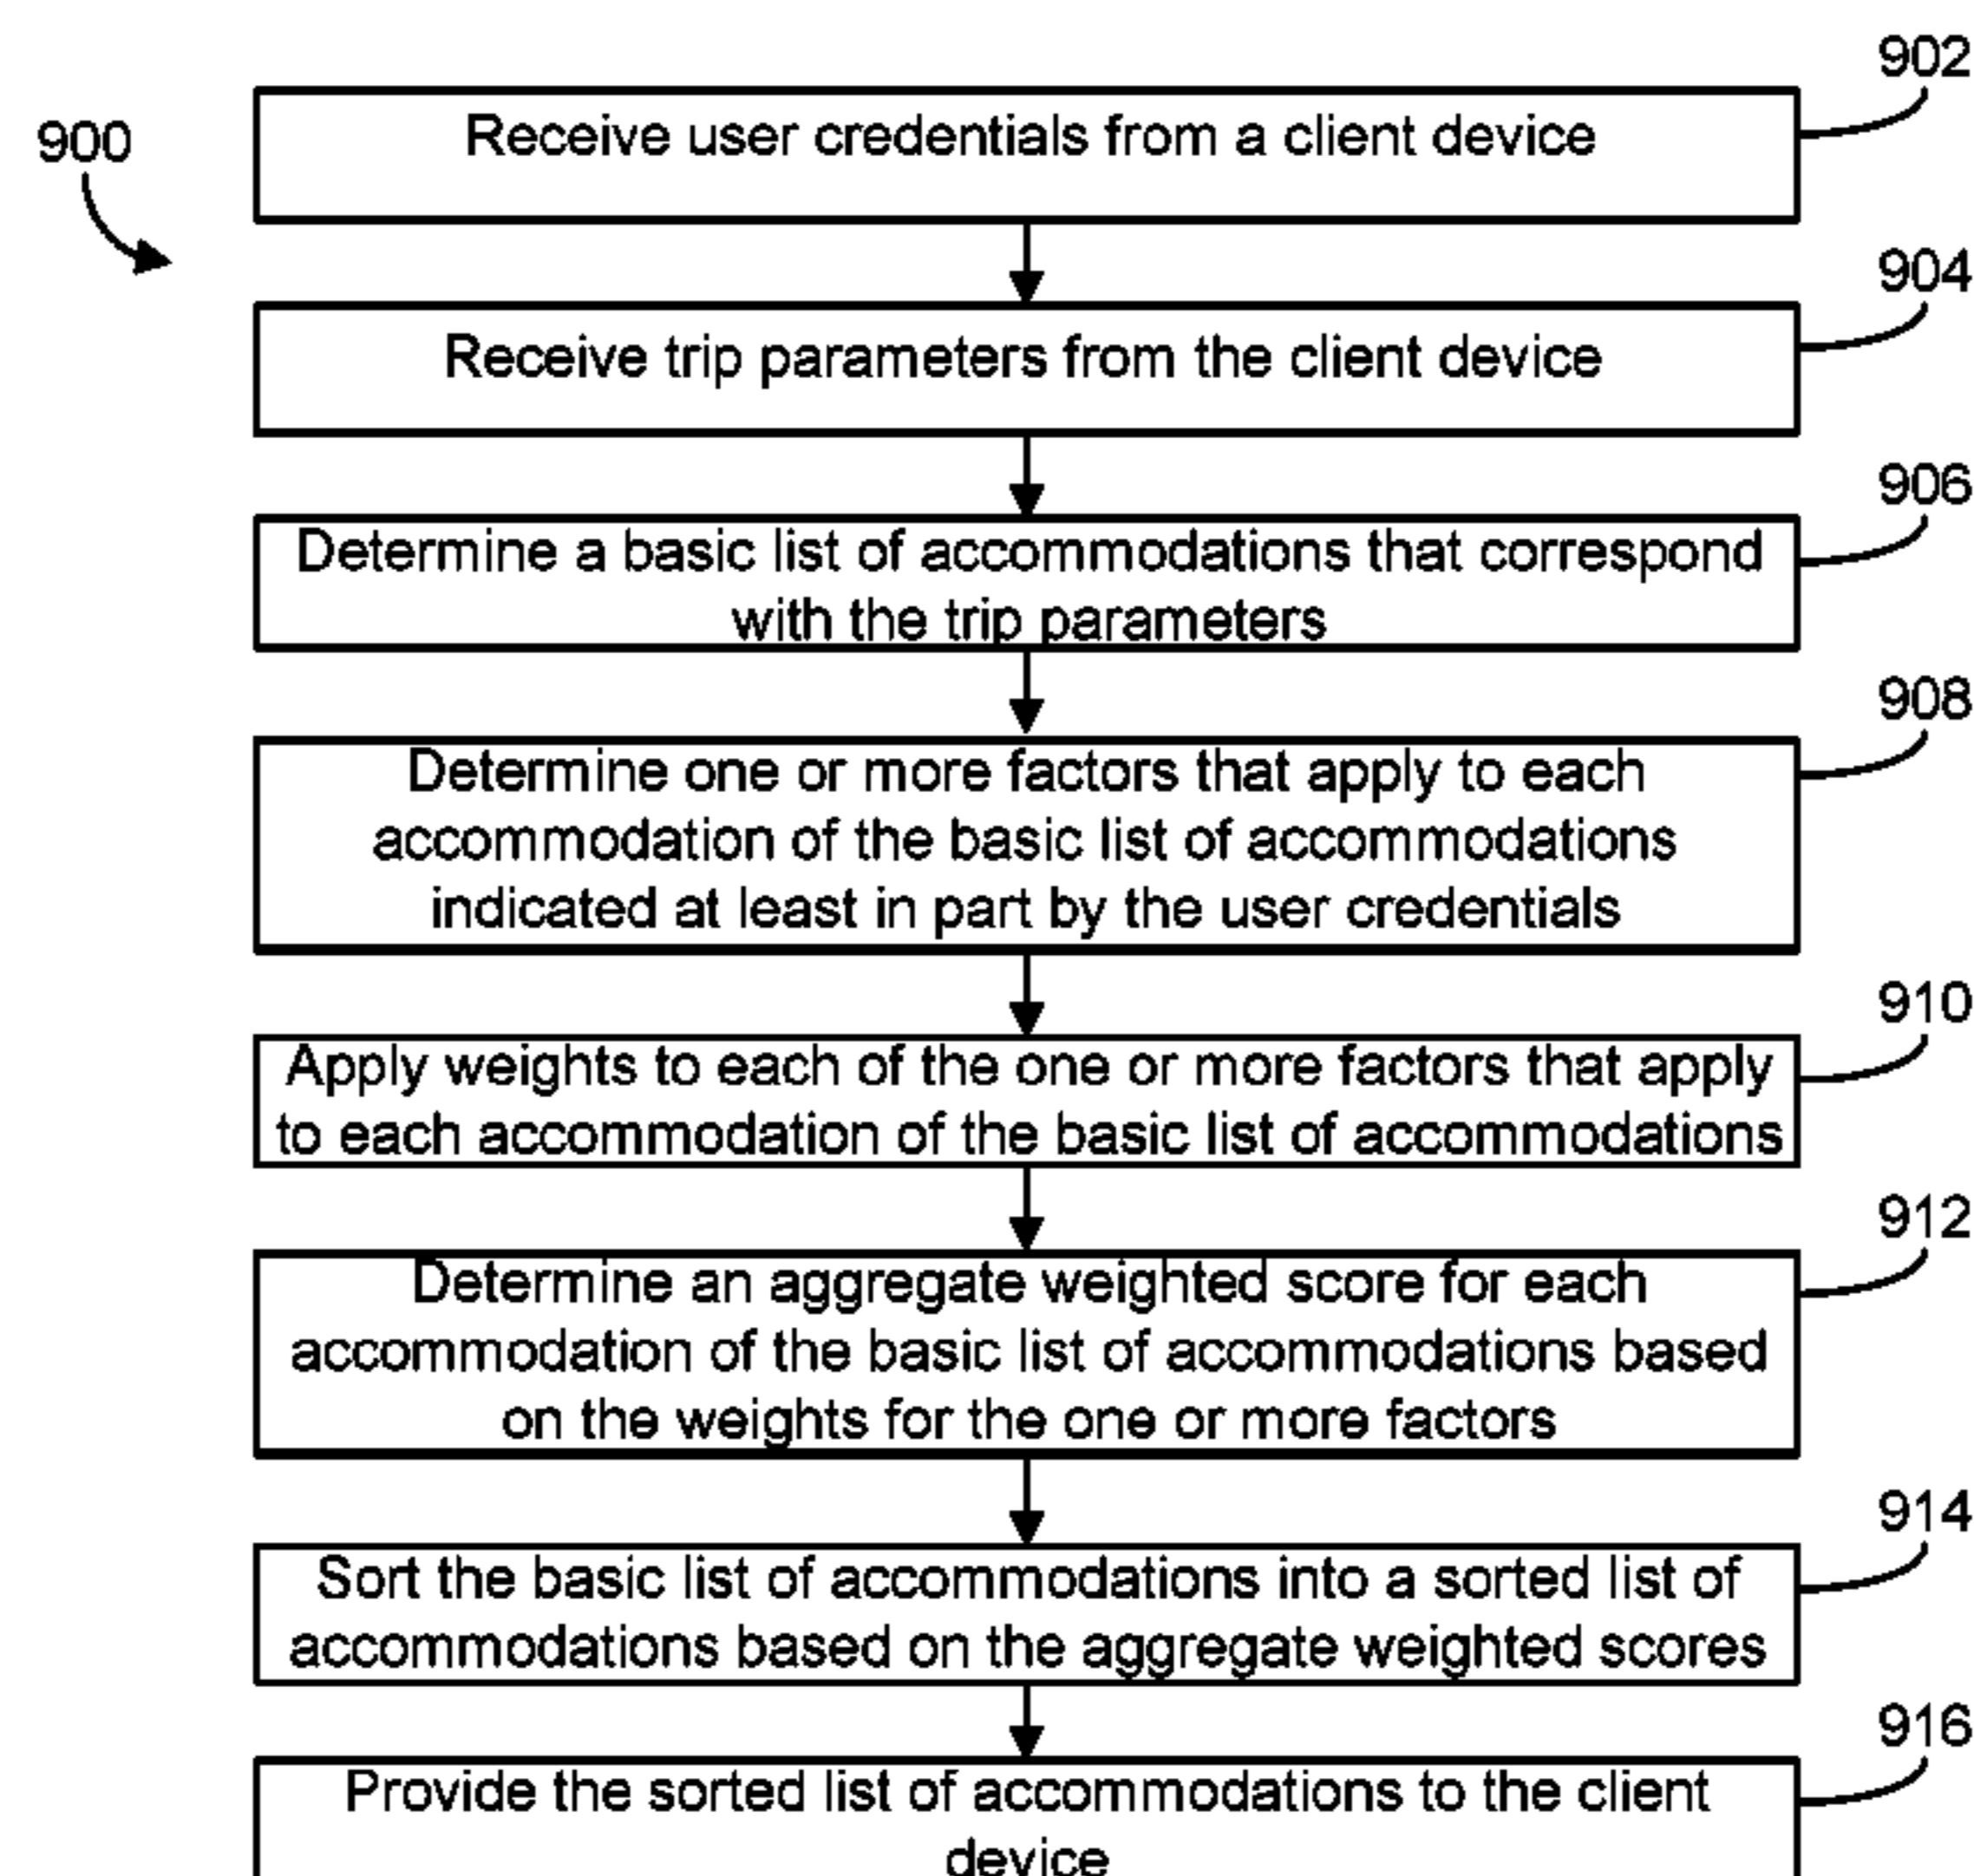 902
Receive user credentials from a client device
900
904
Receive trip parameters from the client device
906
Determine a basic list of accommodations that correspond
with the trip parameters
908
Determine one or more factors that apply to each
accommodation of the basic list of accommodations
indicated at least in part by the user credentials
910
Apply weights to each of the one or more factors that apply
to each accommodation of the basic list of accommodations
912
Determine an aggregate weighted score for each
accommodation of the basic list of accommodations based
on the weights for the one or more factors
914
Sort the basic list of accommodations into a sorted list of
accommodations based on the aggregate weighted scores
916
Provide the sorted list of accommodations to the client
device